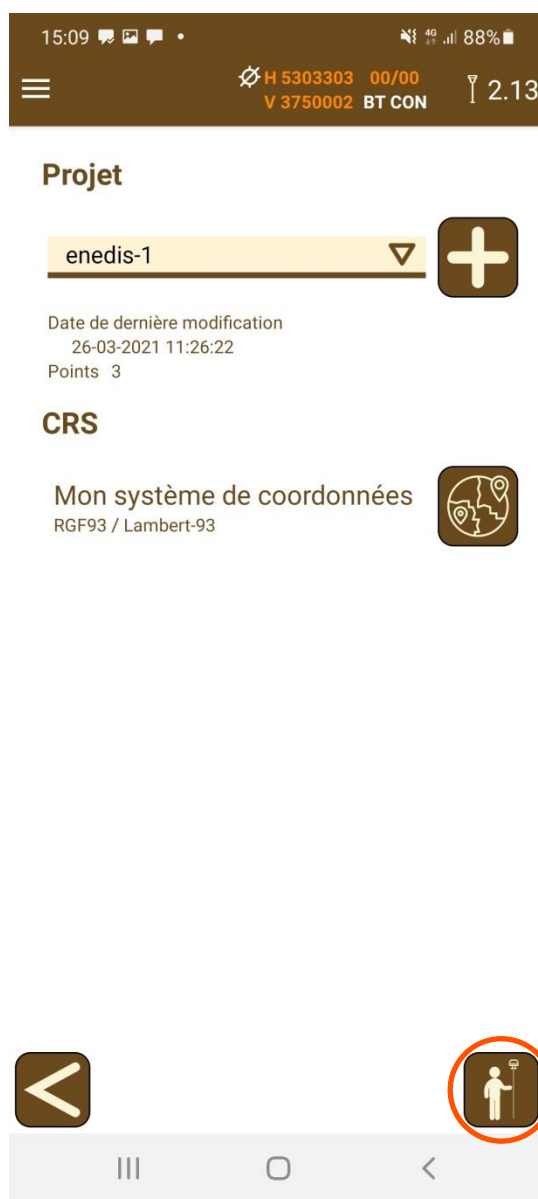 15:09 4G 88%
H 5303303 00/00 2.13
V 3750002 BT CON
Projet
enedis-1
Date de dernière modification
26-03-2021 11:26:22
Points 3
CRS
Mon système de coordonnées
RGF93 / Lambert-93